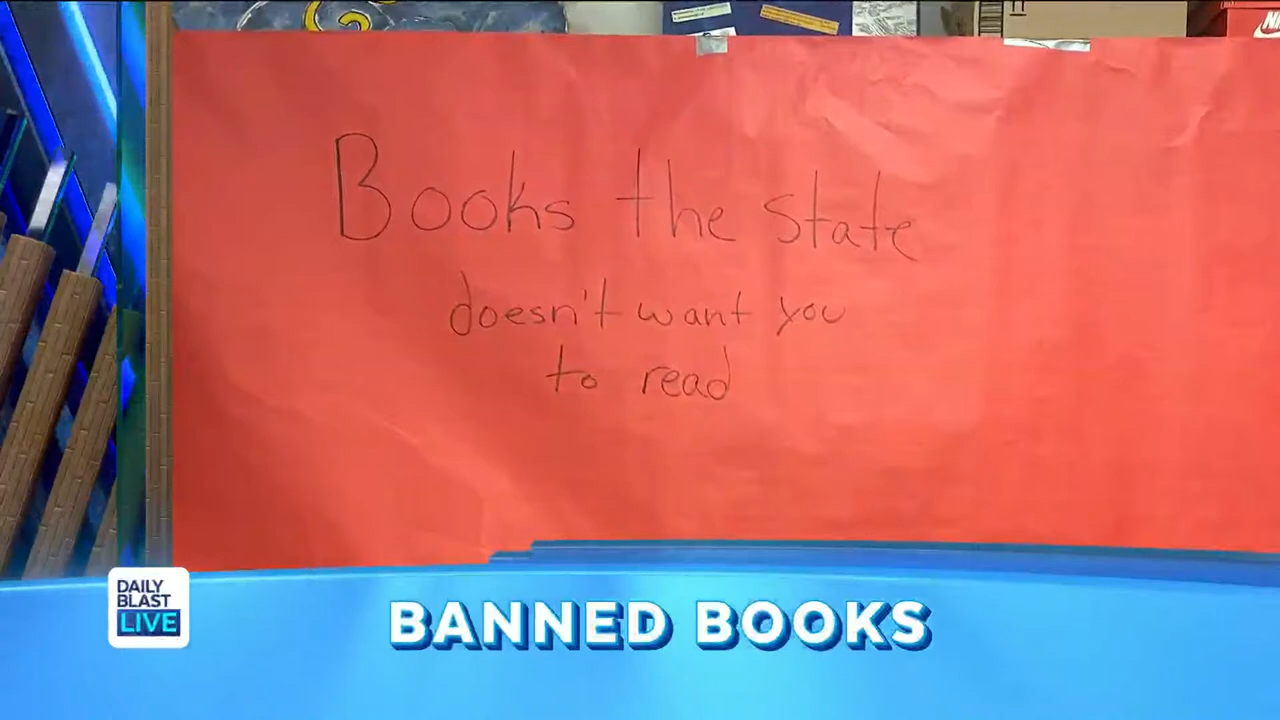 Books the state
doesn't want you
to read
DAILY
BLAST
LIVE
BANNED BOOKS